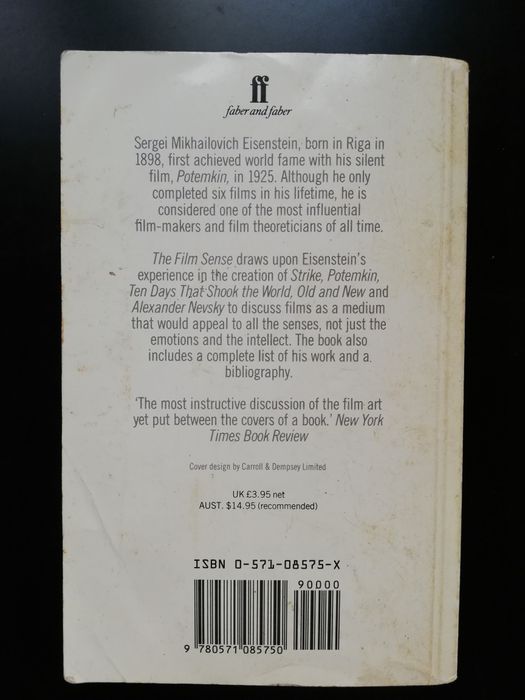 ff
faber and faber
Sergei Mikhailovich Eisenstein, born in Riga in
1898, first achieved world fame with his silent
film, Potemkin, in 1925. Although he only
completed six films in his lifetime, he is
considered one of the most influential
film-makers and film theoreticians of all time.
The Film Sense draws upon Eisenstein's
experience in the creation of Strike, Potemkin,
Ten Days That Shook the World, Old and New and
Alexander Nevsky to discuss films as a medium
that would appeal to all the senses, not just the
emotions and the intellect. The book also
includes a complete list of his work and a
bibliography.
'The most instructive discussion of the film art
yet put between the covers of a book.' New York
Times Book Review
Cover design by Carroll & Dempsey Limited
UK £3.95 net
AUST. $14.95 (recommended)
ISBN 0-571-08575-X
90000
9 780571 085750